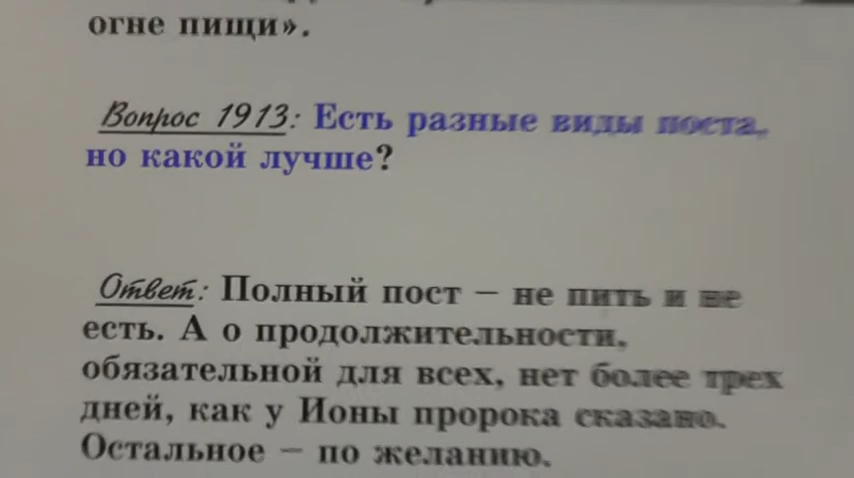 огне пищи».
Вопрос 1913: Есть разные виды поста,
но какой лучше?
Ответ: Полный пост – не пить и не
есть. А о продолжительности,
обязательной для всех, нет более трех
дней, как у Ионы пророка сказано.
Остальное – по желанию.